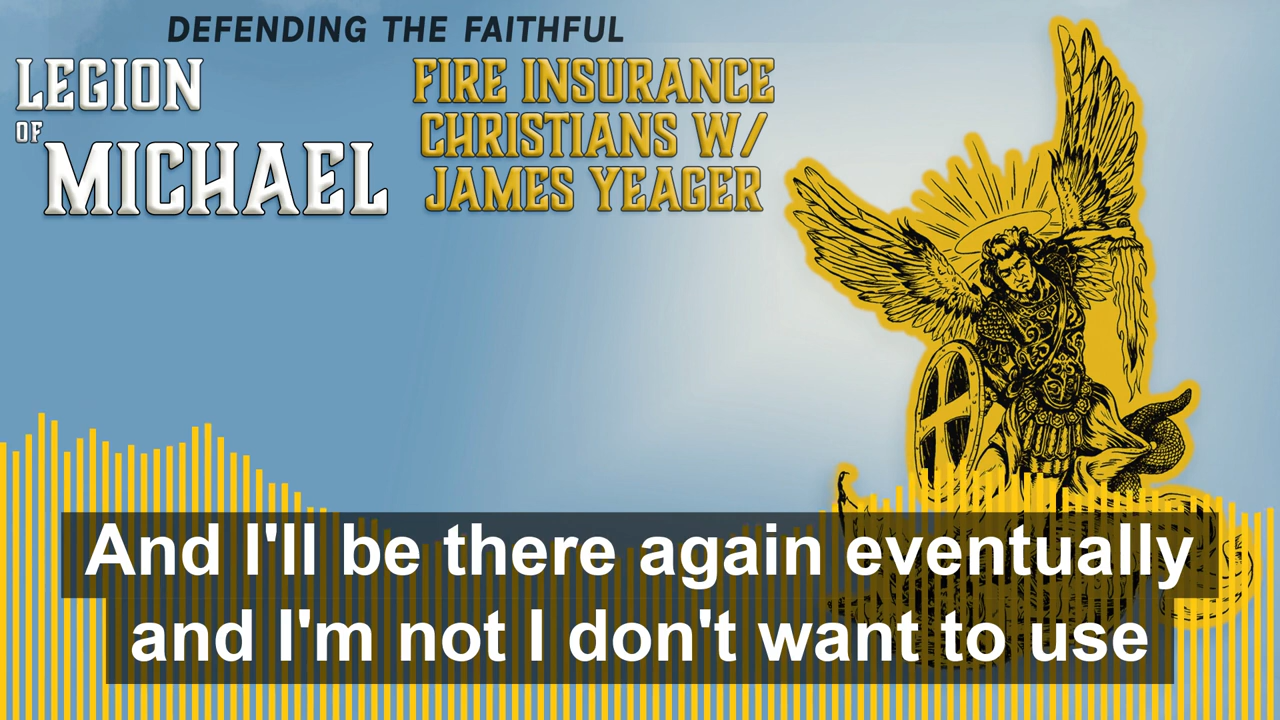 DEFENDING THE FAITHFUL
LEGION
OF
MICHAEL
FIRE INSURANCE
CHRISTIANS W/
JAMES YEAGER
And I'll be there again eventually
and I'm not I don't want to use